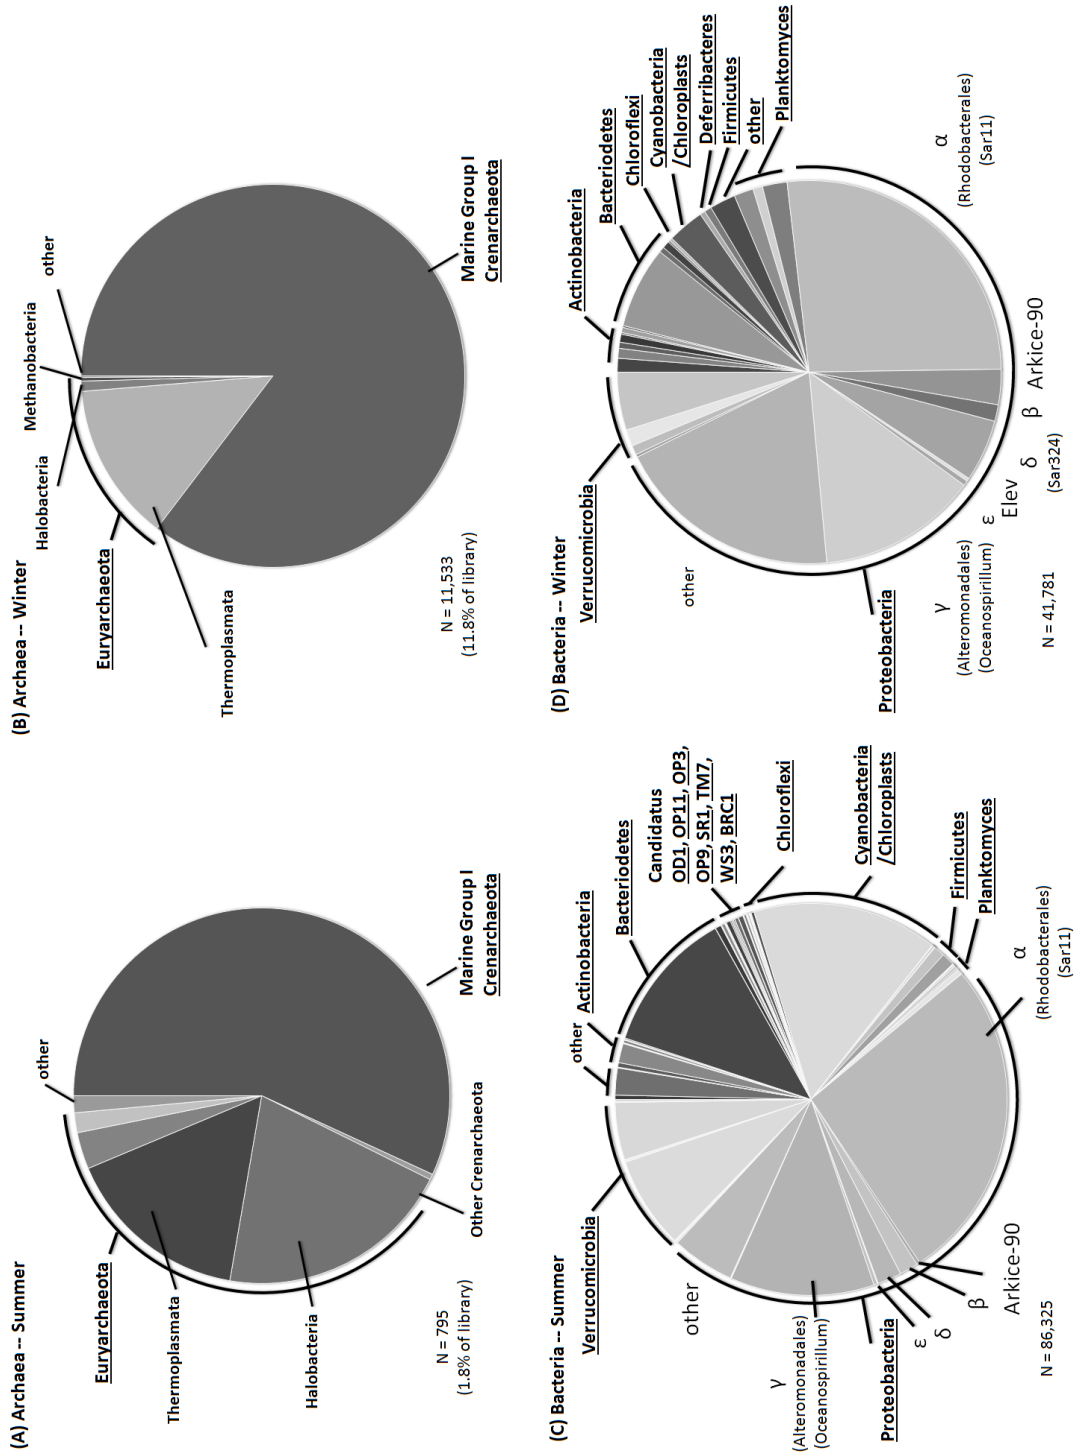 (A) Archaea -- Summer
other
Euryarchaeota
Thermoplasmata
Halobacteria
Marine Group I
Crenarchaeota
Other Crenarchaeota
N = 795
(1.8% of library)
(B) Archaea -- Winter
other
Methanobacteria
Halobacteria
Euryarchaeota
Thermoplasmata
Marine Group I
Crenarchaeota
N = 11,533
(11.8% of library)
(C) Bacteria -- Summer
other
Actinobacteria
Bacteriodetes
Candidatus
OD1, OP11, OP3,
OP9, SR1, TM7,
WS3, BRC1
Chloroflexi
Cyanobacteria
/Chloroplasts
Firmicutes
Planktomyces
α
(Rhodobacterales)
(Sar11)
Arkice-90
β
δ
ε
Proteobacteria
γ
(Alteromonadales)
(Oceanospirillum)
other
Verrucomicrobia
N = 86,325
(D) Bacteria -- Winter
Actinobacteria
Bacteriodetes
Chloroflexi
Cyanobacteria
/Chloroplasts
Deferribacteres
Firmicutes
other
Planktomyces
α
(Rhodobacterales)
(Sar11)
Arkice-90
β
δ
(Sar324)
Elev
ε
γ
(Alteromonadales)
(Oceanospirillum)
Proteobacteria
other
Verrucomicrobia
N = 41,781